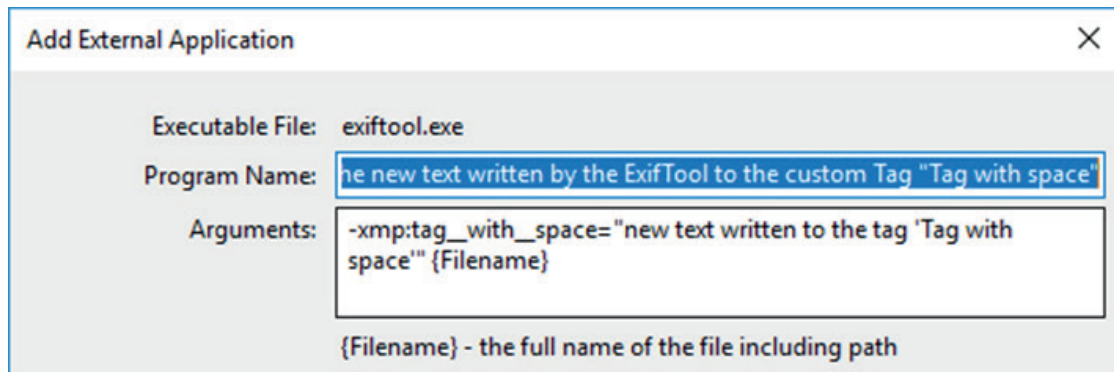 Add External Application
Executable File: exiftool.exe
Program Name: he new text written by the ExifTool to the custom Tag "Tag with space"
Arguments: -xmp:tag__with__space="new text written to the tag 'Tag with
space'" {Filename}
{Filename} - the full name of the file including path